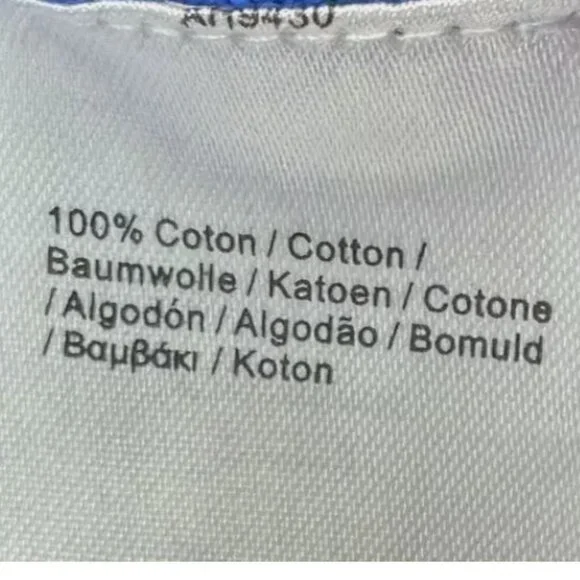 100% Coton / Cotton /
Baumwolle / Katoen / Cotone
/ Algodón / Algodão / Bomuld
/ Βαμβάκι / Koton